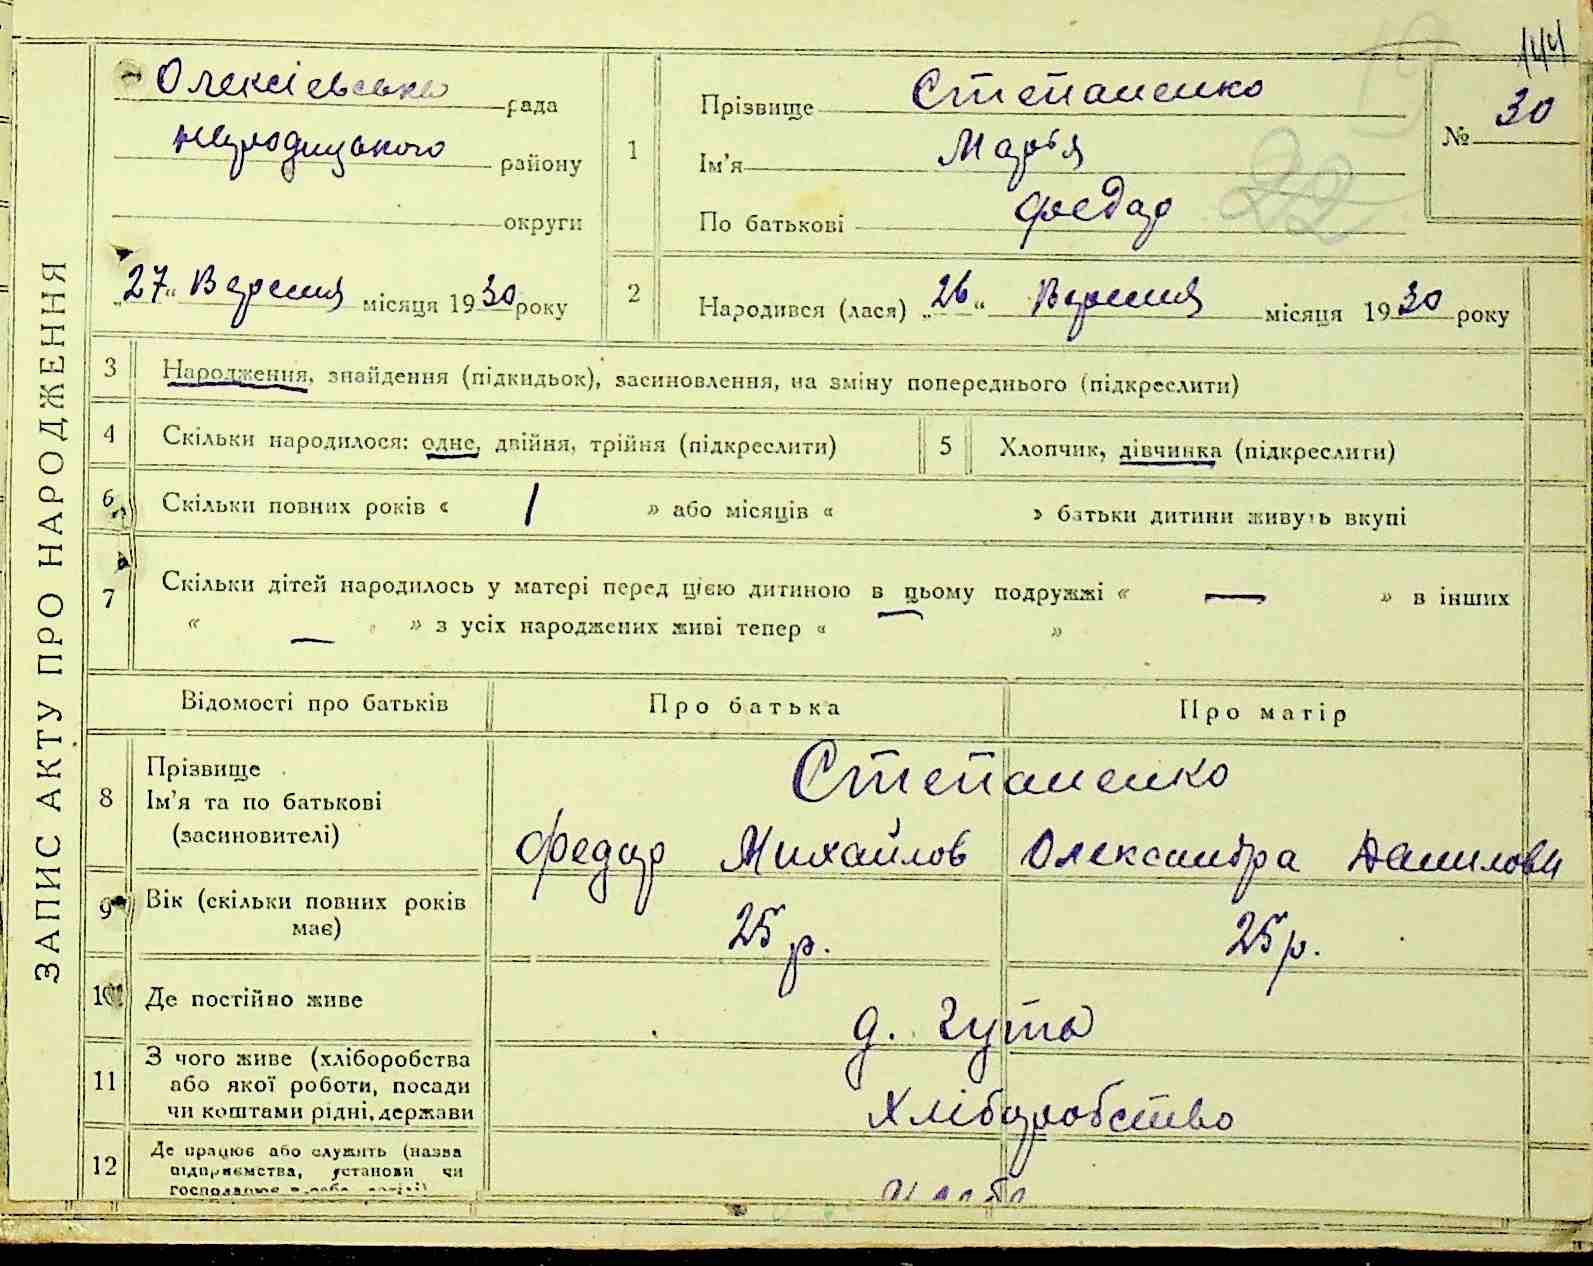 144
Олексіевська рада
Народицького району
округи
„27“ Вересня місяця 1930 року
1
Прізвище Степаненко
Ім'я Марья
По батькові Федор
№ 30
22
2
Народився (лася) „26“ Вересня місяця 1930 року
ЗАПИС АКТУ ПРО НАРОДЖЕННЯ
3 Народження, знайдення (підкидьок), засиновлення, на зміну попереднього (підкреслити)
4 Скільки народилося: одне, двійня, трійня (підкреслити)
5 Хлопчик, дівчинка (підкреслити)
6 Скільки повних років « 1 » або місяців « » батьки дитини живуть вкупі
7 Скільки дітей народилось у матері перед цією дитиною в цьому подружжі « — » в інших
« — » з усіх народжених живі тепер « »
Відомості про батьків Про батька Про матір
8 Прізвище Степаненко
Ім'я та по батькові
(засиновителі) Федор Михайлов Олександра Данилов
9 Вік (скільки повних років
має) 25 р. 25 р.
10 Де постійно живе д. Гута
11 З чого живе (хліборобства
або якої роботи, посади
чи коштами рідні, держави Хліборобство
12 Де працює або служить (назва
підприємства, установи чи